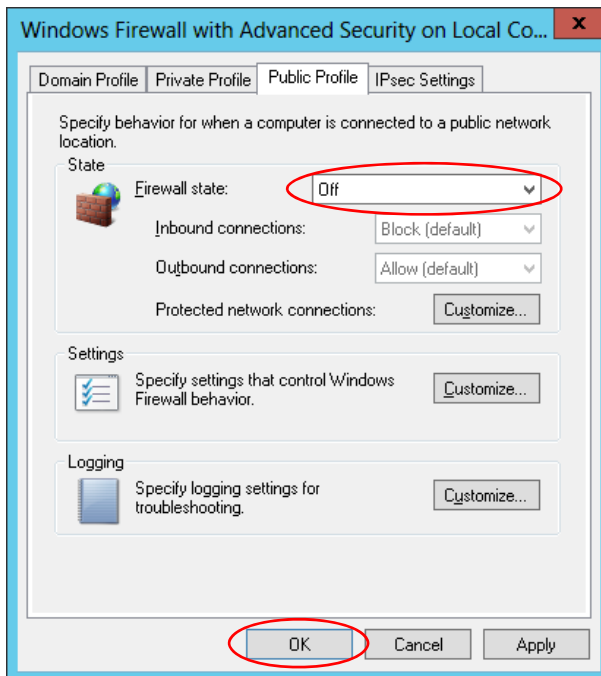 Windows Firewall with Advanced Security on Local Co...
x
Domain Profile Private Profile Public Profile IPsec Settings
Specify behavior for when a computer is connected to a public network
location.
State
Firewall state: Off
Inbound connections: Block (default)
Outbound connections: Allow (default)
Protected network connections: Customize...
Settings
Specify settings that control Windows
Firewall behavior.
Customize...
Logging
Specify logging settings for
troubleshooting.
Customize...
OK Cancel Apply